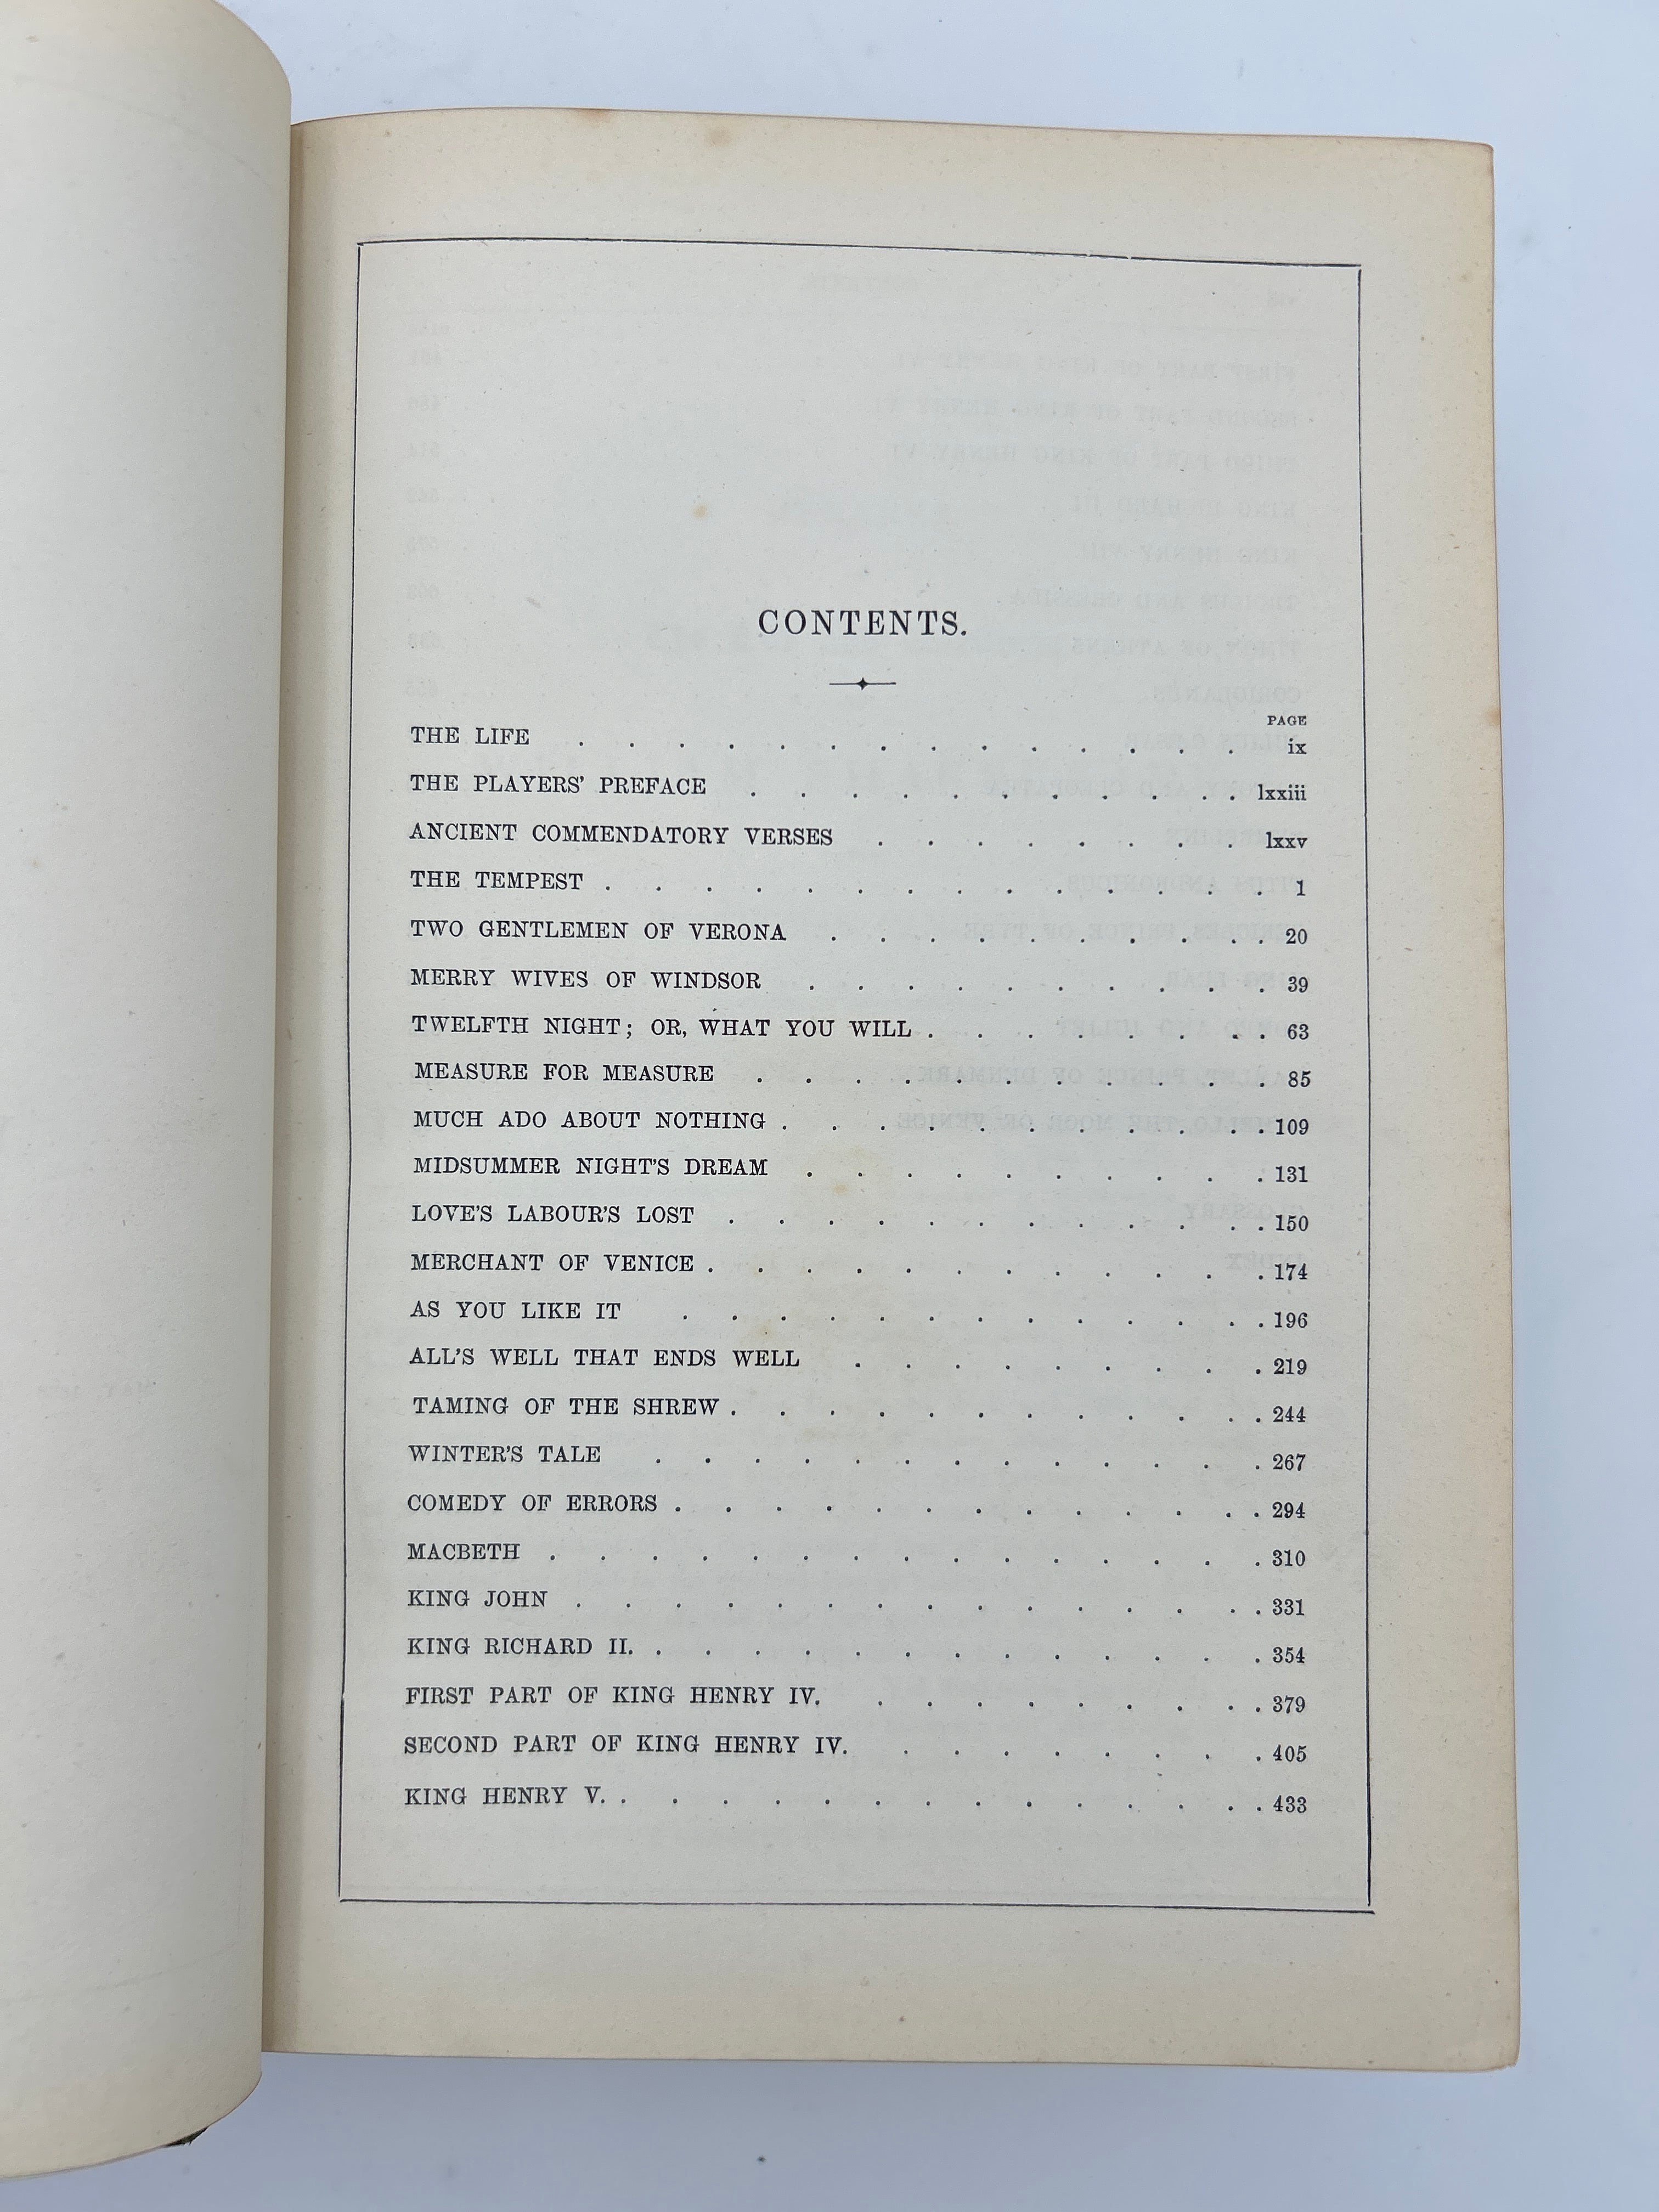 CONTENTS.
PAGE
THE LIFE . . . . . . . . . . . . . . ix
THE PLAYERS' PREFACE . . . . . . . . . . . lxxiii
ANCIENT COMMENDATORY VERSES . . . . . . . . lxxv
THE TEMPEST . . . . . . . . . . . . . . 1
TWO GENTLEMEN OF VERONA . . . . . . . . . . 20
MERRY WIVES OF WINDSOR . . . . . . . . . . 39
TWELFTH NIGHT; OR, WHAT YOU WILL . . . . . . . . 63
MEASURE FOR MEASURE . . . . . . . . . . . 85
MUCH ADO ABOUT NOTHING . . . . . . . . . . . 109
MIDSUMMER NIGHT'S DREAM . . . . . . . . . . 131
LOVE'S LABOUR'S LOST . . . . . . . . . . . . 150
MERCHANT OF VENICE . . . . . . . . . . . . 174
AS YOU LIKE IT . . . . . . . . . . . . . 196
ALL'S WELL THAT ENDS WELL . . . . . . . . . 219
TAMING OF THE SHREW . . . . . . . . . . . . 244
WINTER'S TALE . . . . . . . . . . . . . 267
COMEDY OF ERRORS . . . . . . . . . . . . . 294
MACBETH . . . . . . . . . . . . . . . 310
KING JOHN . . . . . . . . . . . . . . . 331
KING RICHARD II. . . . . . . . . . . . . . 354
FIRST PART OF KING HENRY IV. . . . . . . . . . 379
SECOND PART OF KING HENRY IV. . . . . . . . . 405
KING HENRY V. . . . . . . . . . . . . . . 433